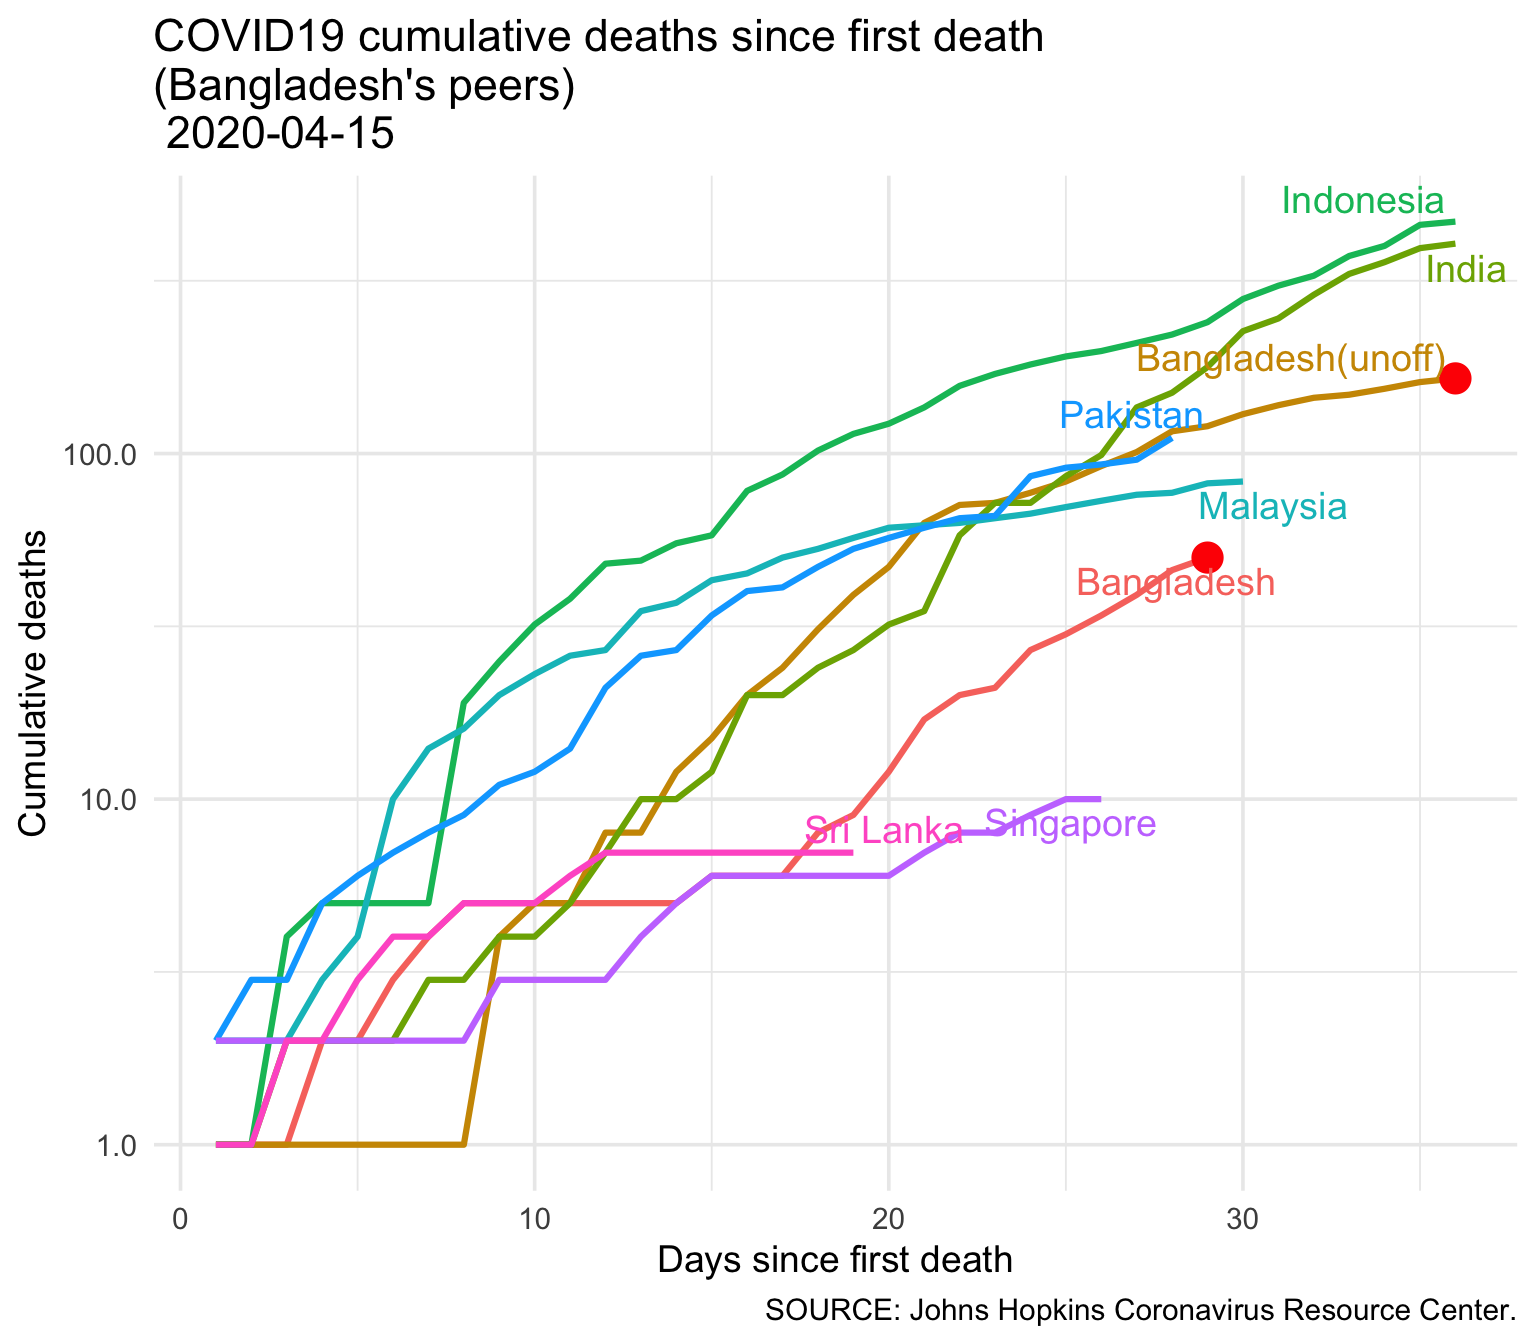 COVID19 cumulative deaths since first death
(Bangladesh's peers)
2020-04-15
Indonesia
India
Bangladesh(unoff)
Pakistan
100.0
Malaysia
Bangladesh
Cumulative deaths
10.0
Sri Lanka
Singapore
1.0
0 10 20 30
Days since first death
SOURCE: Johns Hopkins Coronavirus Resource Center.